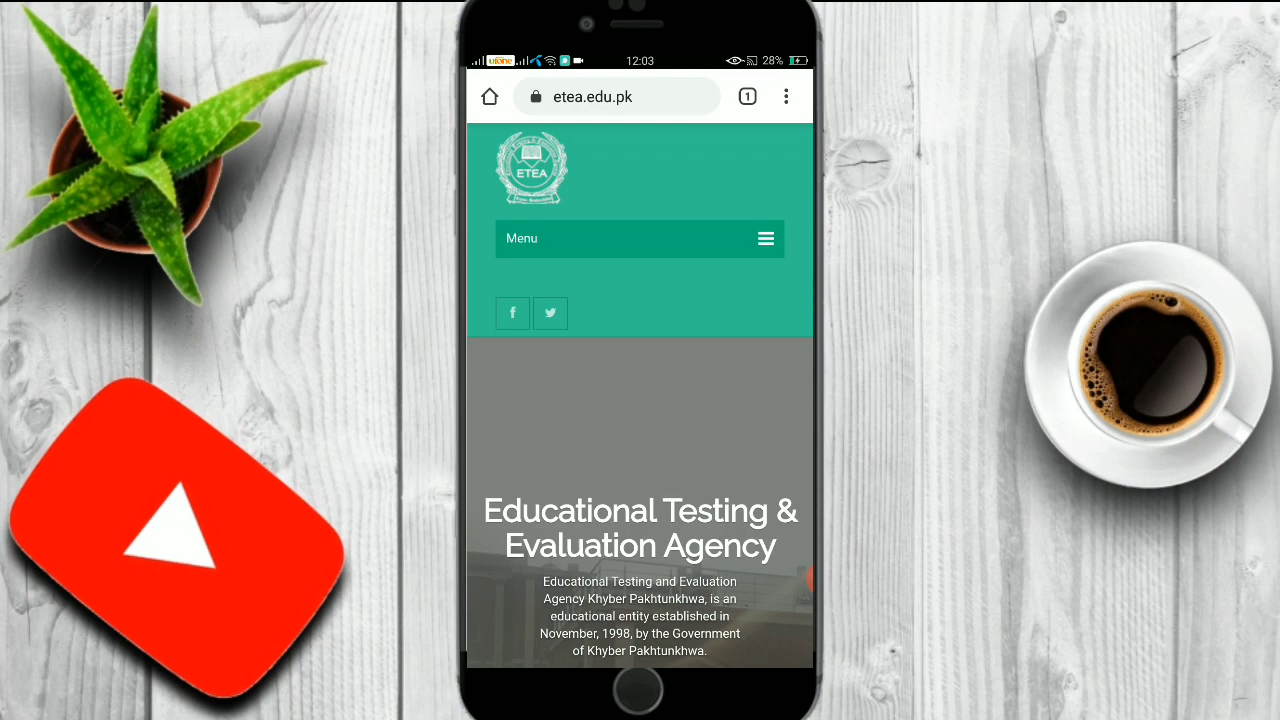 ufone 12:03 28%
etea.edu.pk 1
ETEA
Menu
f
Educational Testing &
Evaluation Agency
Educational Testing and Evaluation
Agency Khyber Pakhtunkhwa, is an
educational entity established in
November, 1998, by the Government
of Khyber Pakhtunkhwa.